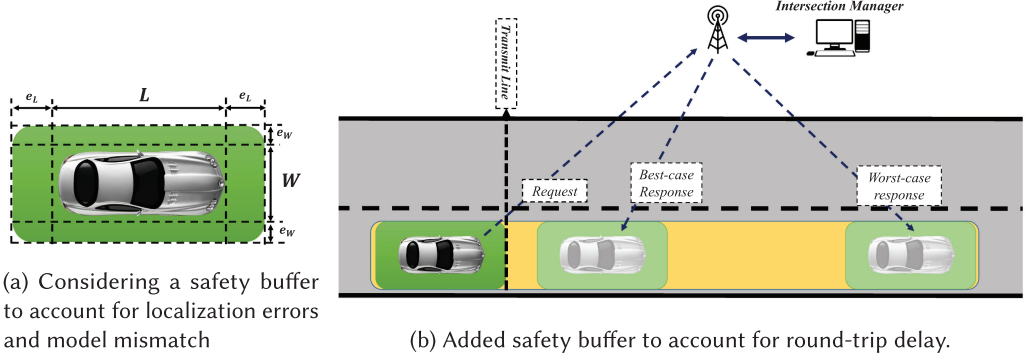 e_L
L
e_L
e_W
W
e_W
(a) Considering a safety buffer
to account for localization errors
and model mismatch
Transmit Line
Intersection Manager
Request
Best-case
Response
Worst-case
response
(b) Added safety buffer to account for round-trip delay.